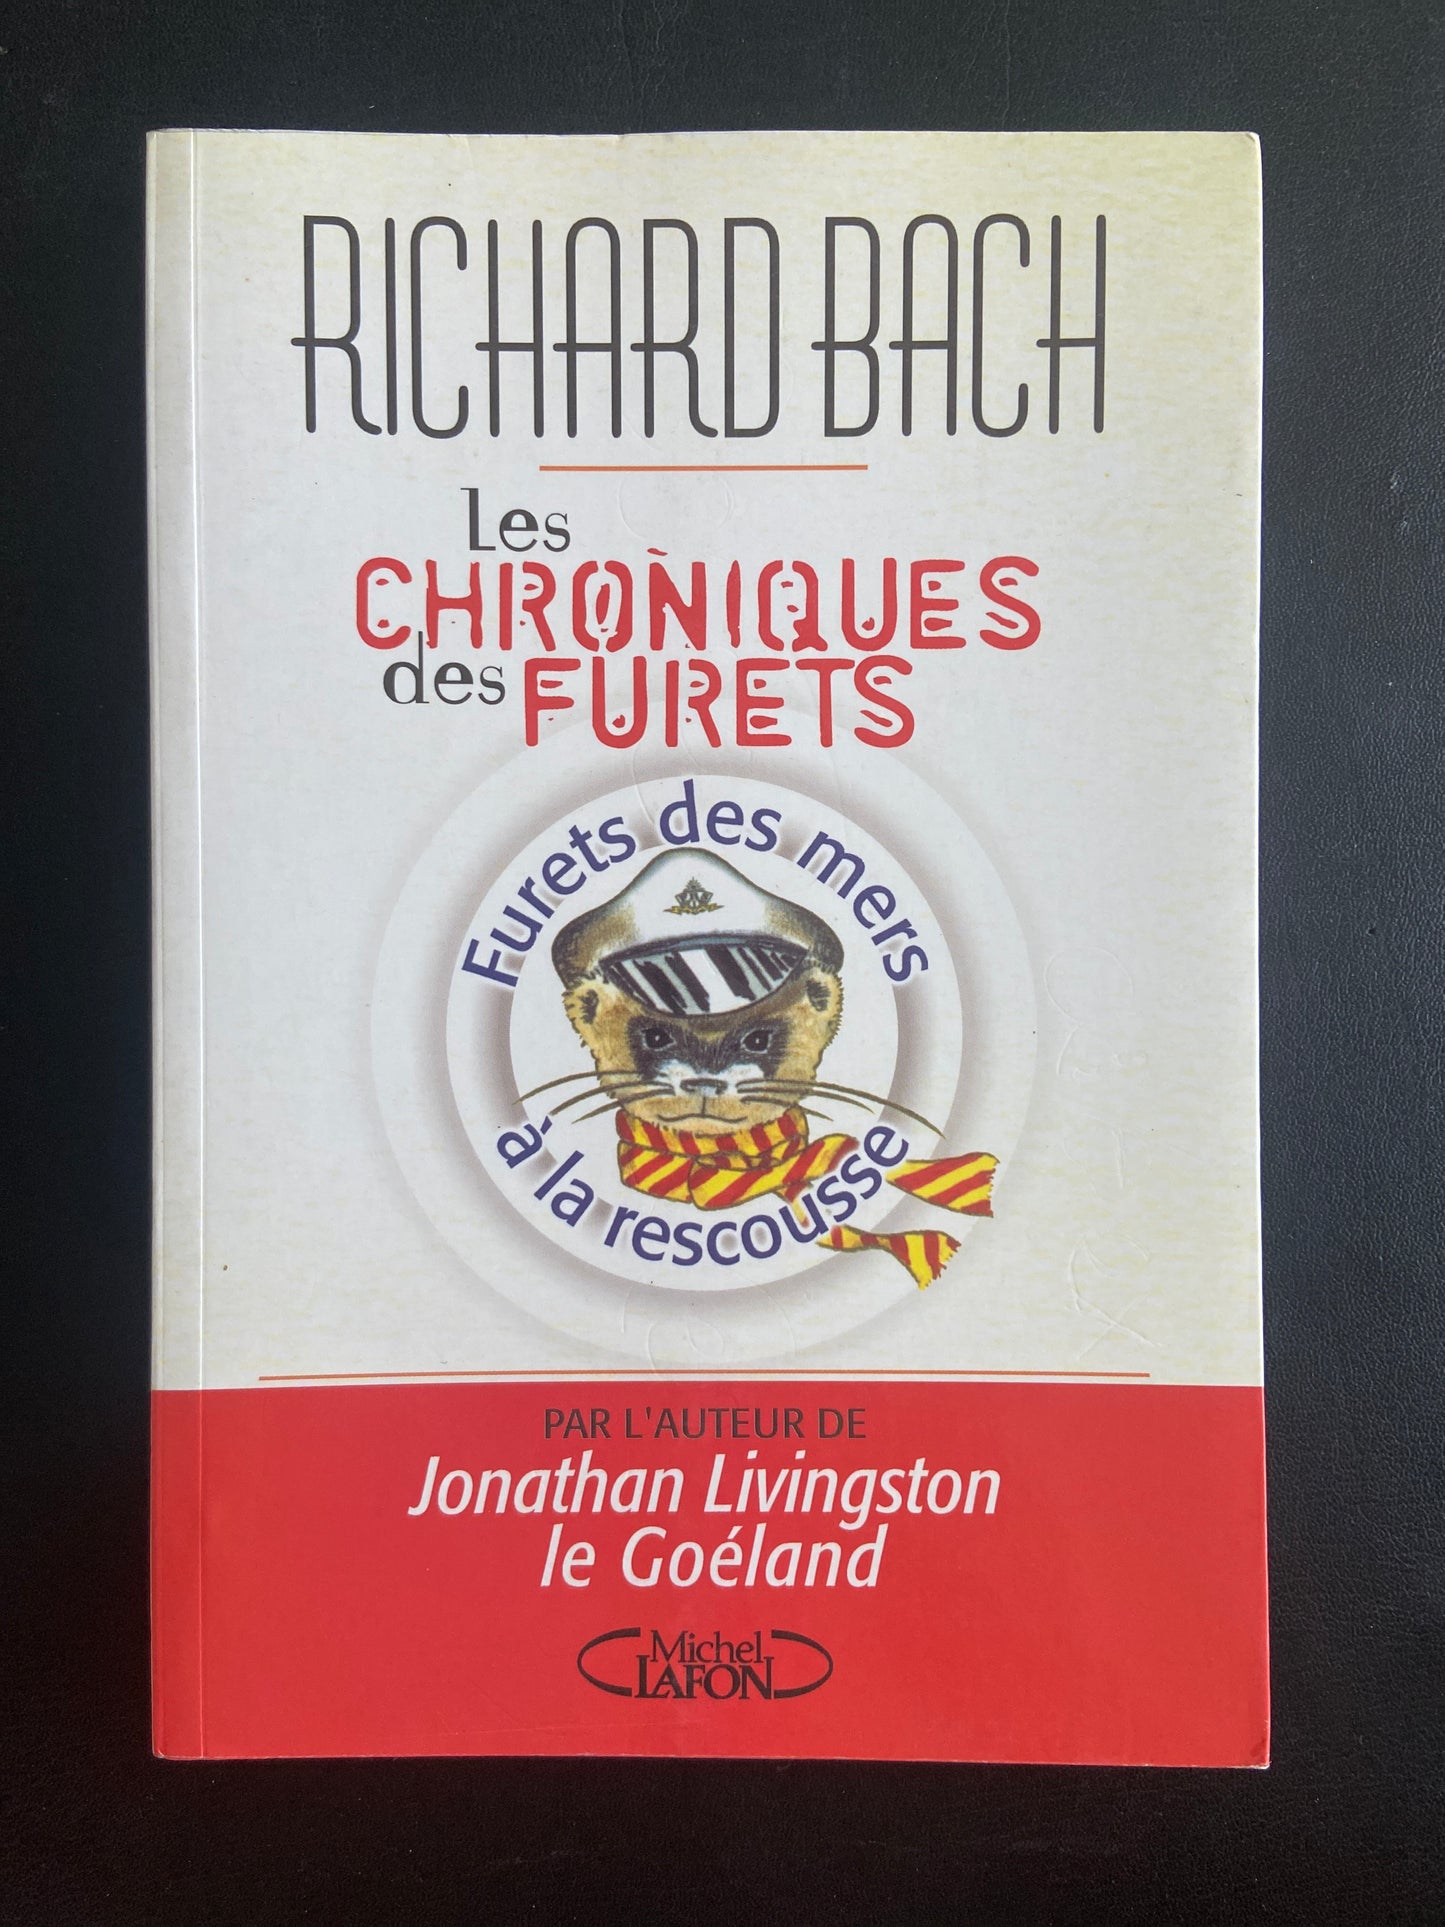 RICHARD BACH
Les
CHRONIQUES
des FURETS
Furets des mers
à la rescousse
PAR L'AUTEUR DE
Jonathan Livingston
le Goéland
Michel
LAFON